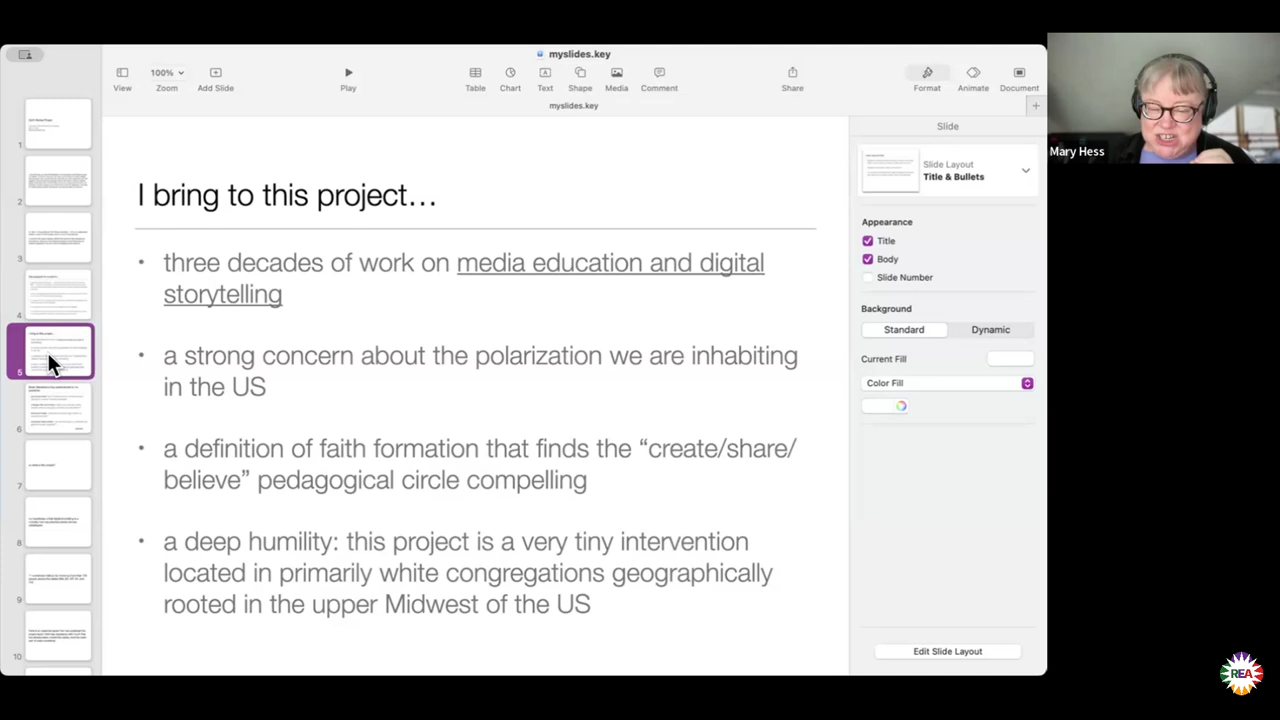 myslides.key
View
100%
Zoom
Add Slide
Play
Table
Chart
Text
Shape
Media
Comment
Share
Format
Animate
Document
myslides.key
+
1
2
3
4
5
6
7
8
9
10
I bring to this project…
• three decades of work on media education and digital
storytelling
• a strong concern about the polarization we are inhabiting
in the US
• a definition of faith formation that finds the “create/share/
believe” pedagogical circle compelling
• a deep humility: this project is a very tiny intervention
located in primarily white congregations geographically
rooted in the upper Midwest of the US
Slide
Slide Layout
Title & Bullets
Appearance
Title
Body
Slide Number
Background
Standard
Dynamic
Current Fill
Color Fill
Edit Slide Layout
Mary Hess
REA